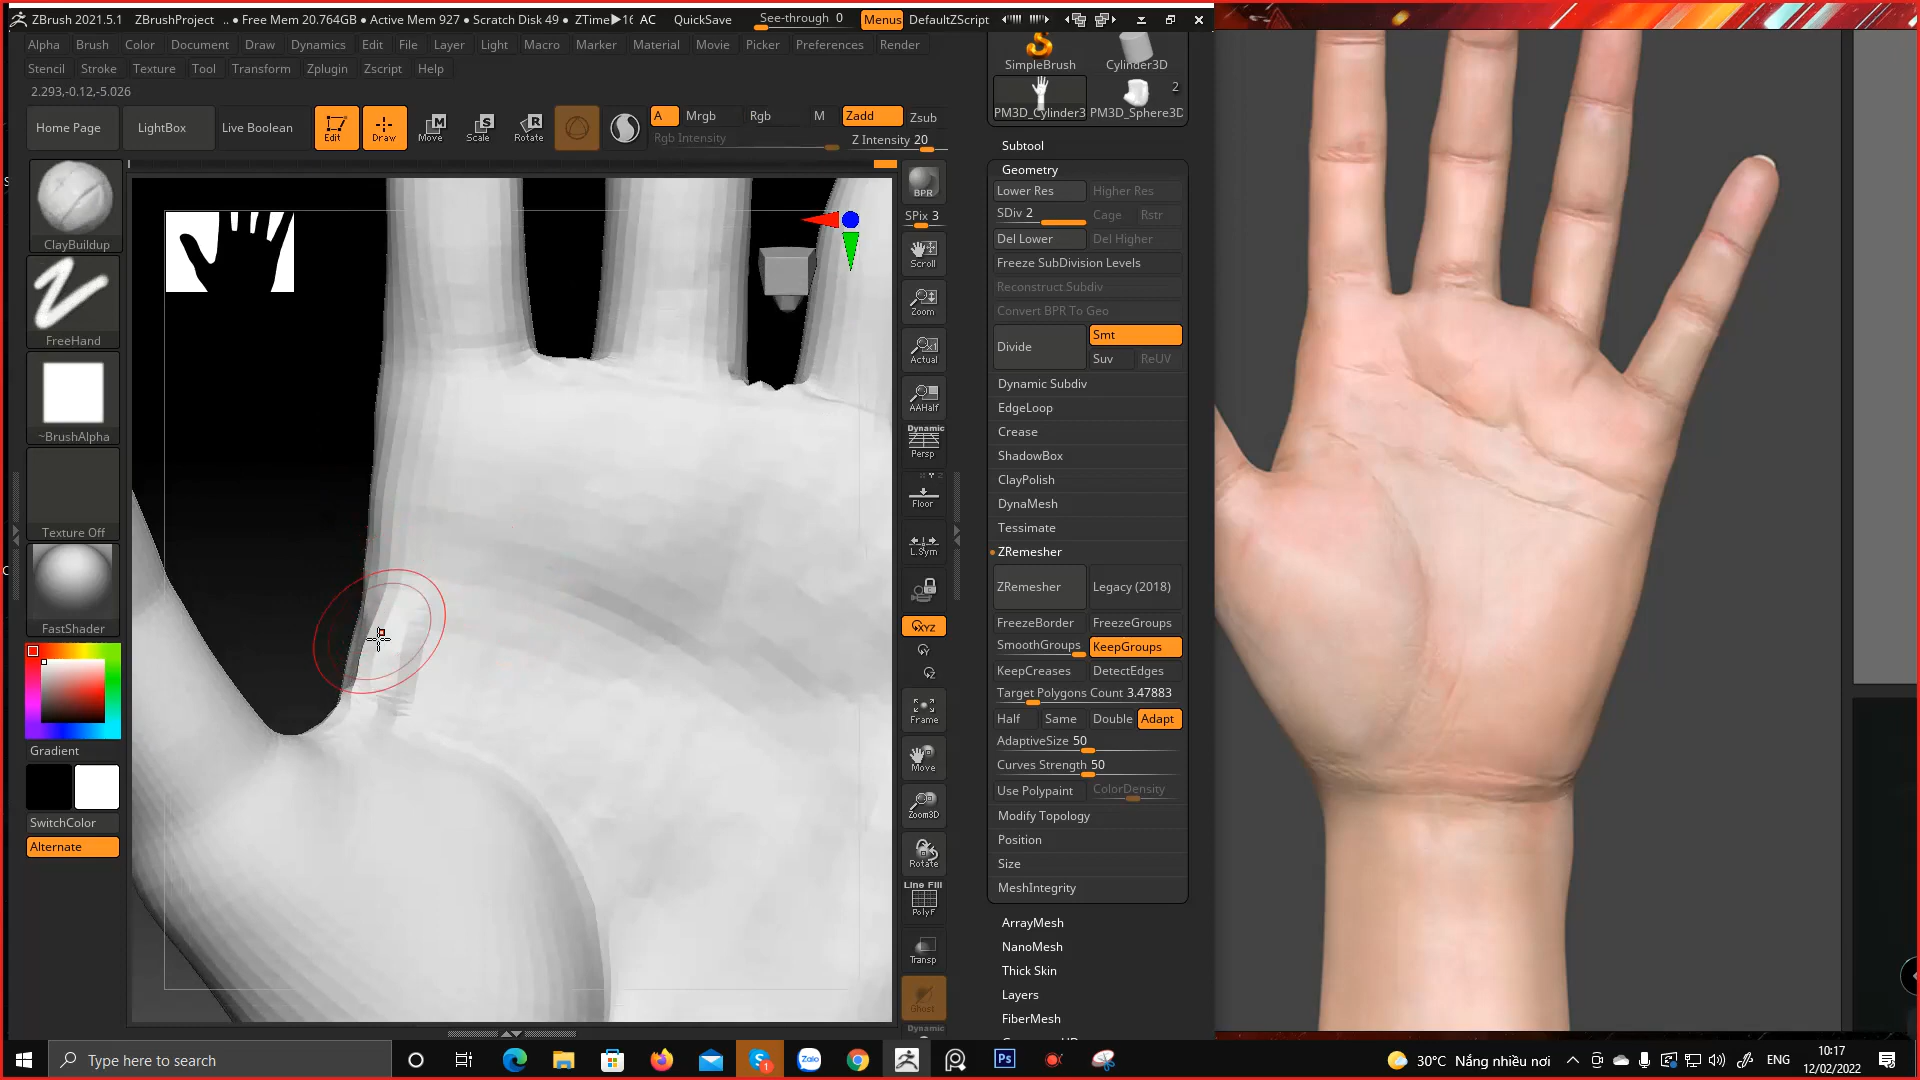 ZBrush 2021.5.1 ZBrushProject .. • Free Mem 20.764GB • Active Mem 927 • Scratch Disk 49 • ZTime▶16 AC QuickSave See-through 0 Menus DefaultZScript
Alpha Brush Color Document Draw Dynamics Edit File Layer Light Macro Marker Material Movie Picker Preferences Render
Stencil Stroke Texture Tool Transform Zplugin Zscript Help
2.293,-0.12,-5.026
Home Page LightBox Live Boolean Edit Draw Move Scale Rotate A Mrgb Rgb M Zadd Zsub
Rgb Intensity Z Intensity 20
ClayBuildup
FreeHand
~BrushAlpha
Texture Off
FastShader
Gradient
SwitchColor
Alternate
BPR
SPix 3
Scroll
Zoom
Actual
AAHalf
Dynamic
Persp
Floor
L.Sym
XYZ
Frame
Move
Zoom3D
Rotate
Line Fill
PolyF
Transp
Ghost
Dynamic
SimpleBrush Cylinder3D
2
PM3D_Cylinder3 PM3D_Sphere3D
Subtool
Geometry
Lower Res Higher Res
SDiv 2 Cage Rstr
Del Lower Del Higher
Freeze SubDivision Levels
Reconstruct Subdiv
Convert BPR To Geo
Divide Smt
Suv ReUV
Dynamic Subdiv
EdgeLoop
Crease
ShadowBox
ClayPolish
DynaMesh
Tessimate
ZRemesher
ZRemesher Legacy (2018)
FreezeBorder FreezeGroups
SmoothGroups KeepGroups
KeepCreases DetectEdges
Target Polygons Count 3.47883
Half Same Double Adapt
AdaptiveSize 50
Curves Strength 50
Use Polypaint ColorDensity
Modify Topology
Position
Size
MeshIntegrity
ArrayMesh
NanoMesh
Thick Skin
Layers
FiberMesh
Type here to search
Zalo
Ps
30°C Nắng nhiều nơi
ENG
10:17
12/02/2022